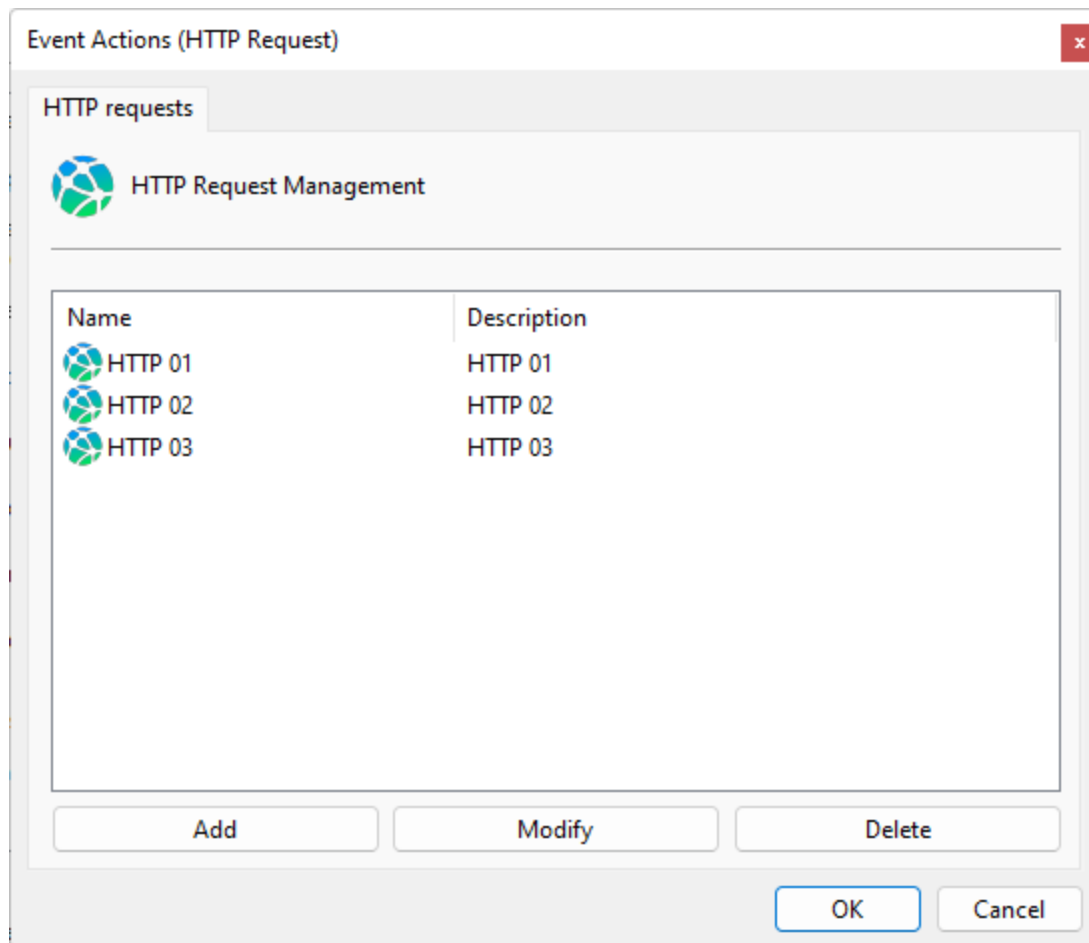 Event Actions (HTTP Request)
x
HTTP requests
HTTP Request Management
Name Description
HTTP 01 HTTP 01
HTTP 02 HTTP 02
HTTP 03 HTTP 03
Add Modify Delete
OK Cancel